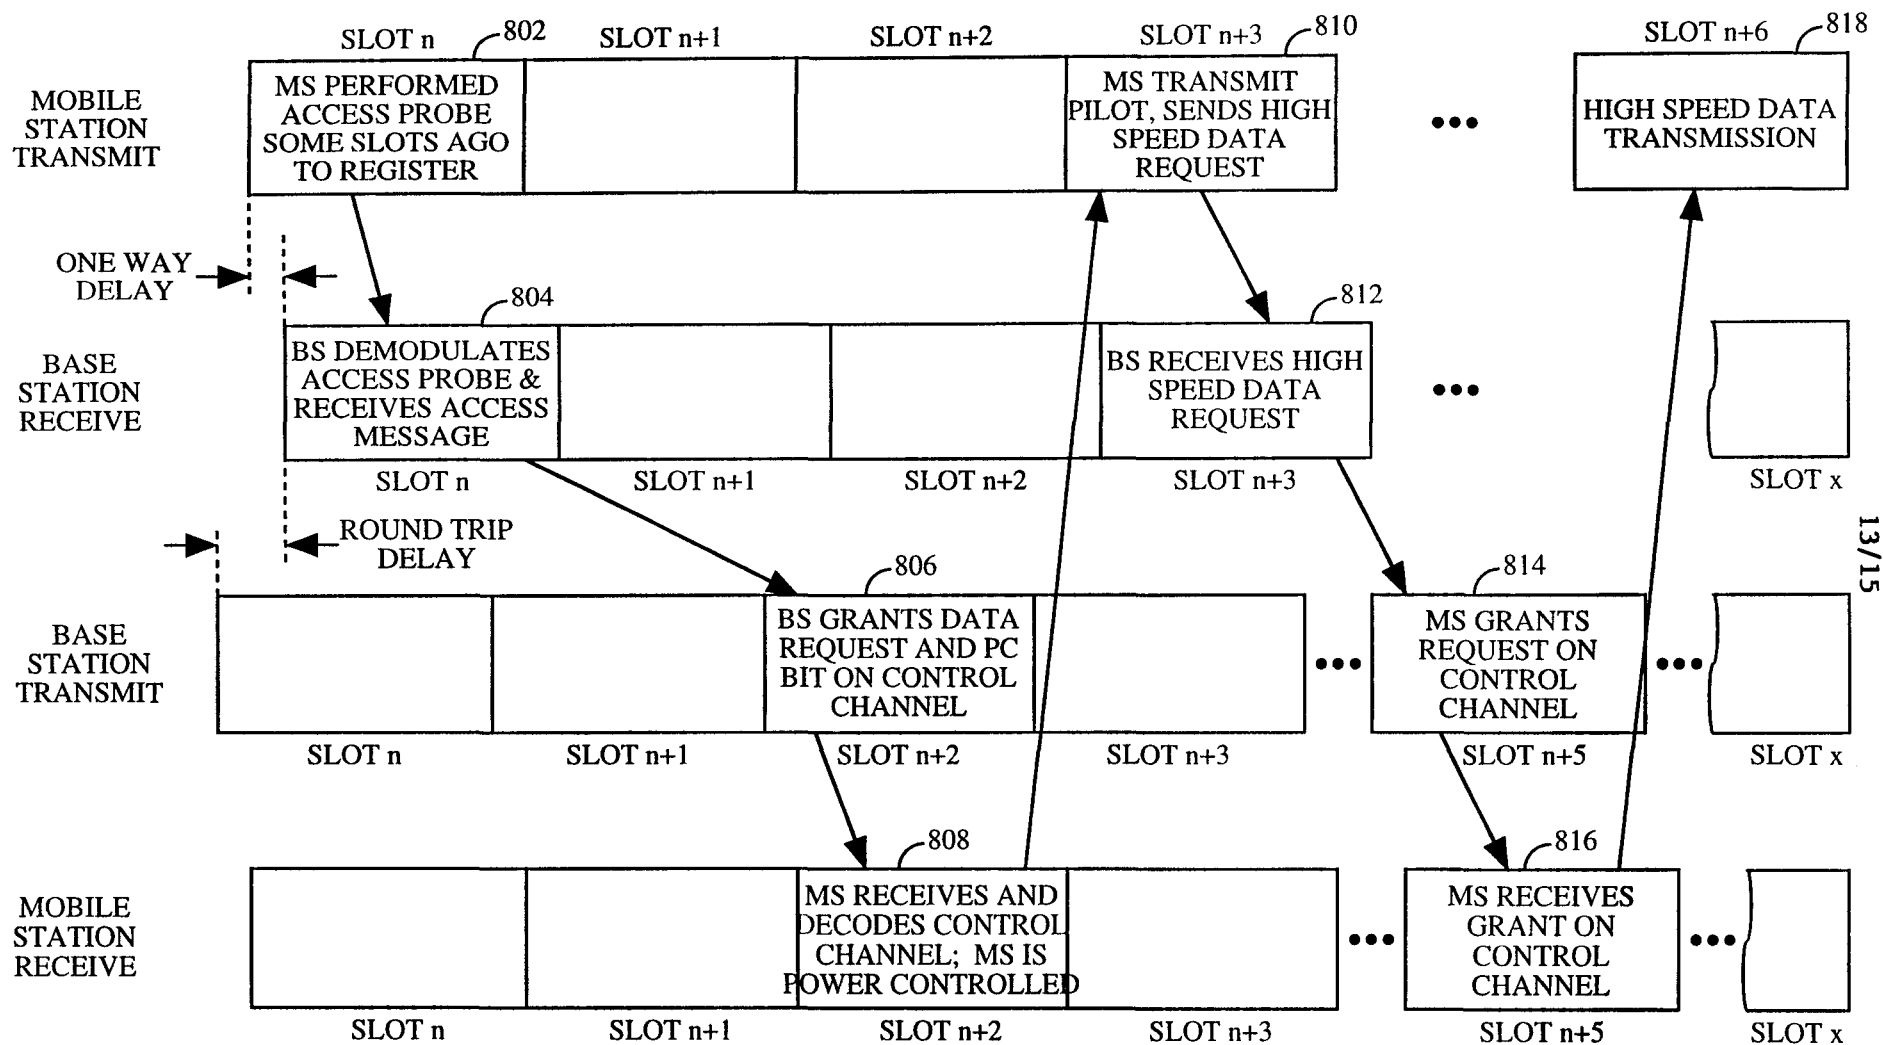 SLOT n
802
SLOT n+1
SLOT n+2
SLOT n+3
810
SLOT n+6
818
MOBILE
STATION
TRANSMIT
MS PERFORMED
ACCESS PROBE
SOME SLOTS AGO
TO REGISTER
MS TRANSMIT
PILOT, SENDS HIGH
SPEED DATA
REQUEST
•••
HIGH SPEED DATA
TRANSMISSION
ONE WAY
DELAY
804
812
BASE
STATION
RECEIVE
BS DEMODULATES
ACCESS PROBE &
RECEIVES ACCESS
MESSAGE
BS RECEIVES HIGH
SPEED DATA
REQUEST
•••
SLOT n
SLOT n+1
SLOT n+2
SLOT n+3
SLOT x
13/15
ROUND TRIP
DELAY
806
814
BASE
STATION
TRANSMIT
BS GRANTS DATA
REQUEST AND PC
BIT ON CONTROL
CHANNEL
•••
MS GRANTS
REQUEST ON
CONTROL
CHANNEL
•••
SLOT n
SLOT n+1
SLOT n+2
SLOT n+3
SLOT n+5
SLOT x
808
816
MOBILE
STATION
RECEIVE
MS RECEIVES AND
DECODES CONTROL
CHANNEL; MS IS
POWER CONTROLLED
•••
MS RECEIVES
GRANT ON
CONTROL
CHANNEL
•••
SLOT n
SLOT n+1
SLOT n+2
SLOT n+3
SLOT n+5
SLOT x